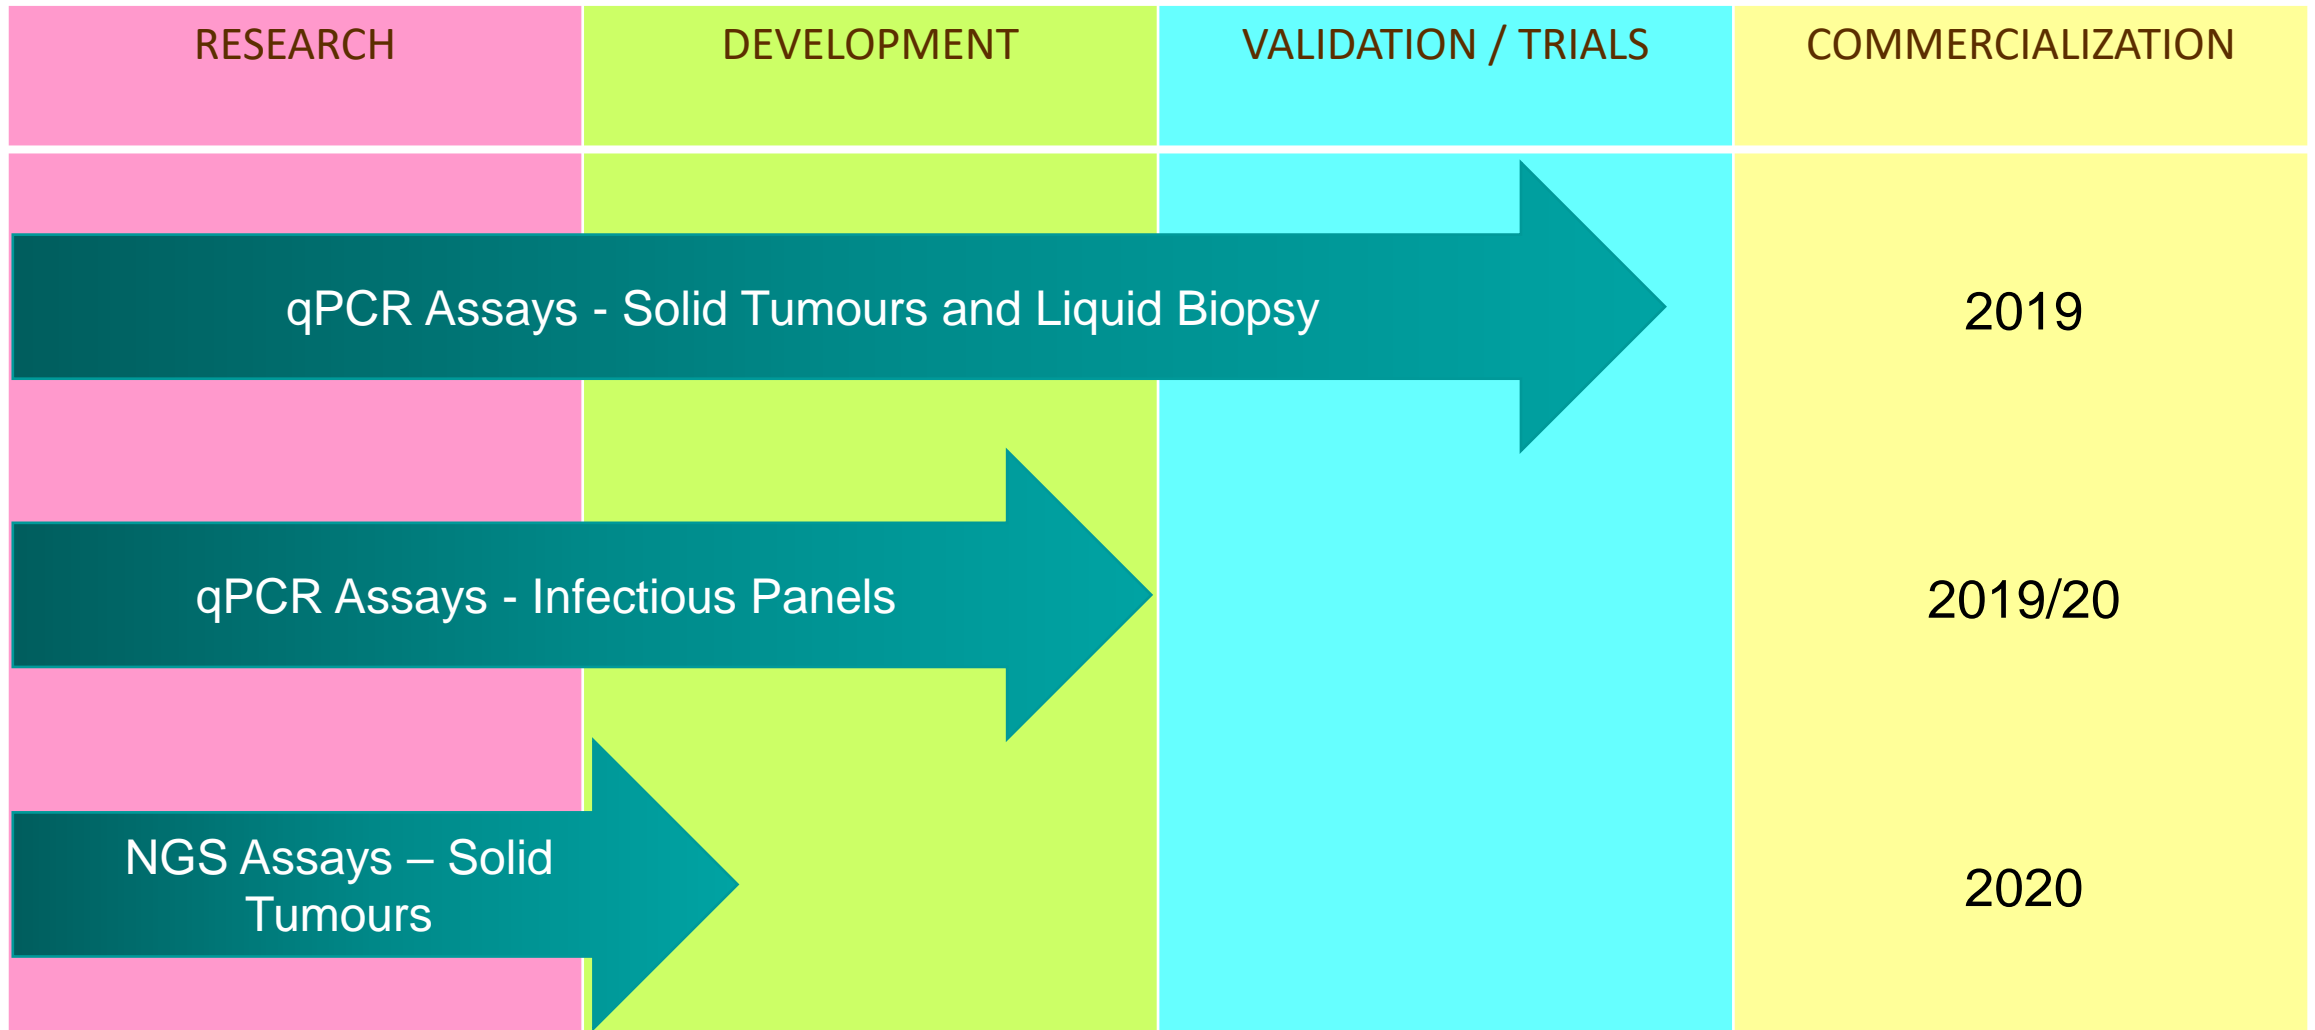 RESEARCH
DEVELOPMENT
VALIDATION / TRIALS
COMMERCIALIZATION
qPCR Assays - Solid Tumours and Liquid Biopsy
2019
qPCR Assays - Infectious Panels
2019/20
NGS Assays – Solid
Tumours
2020